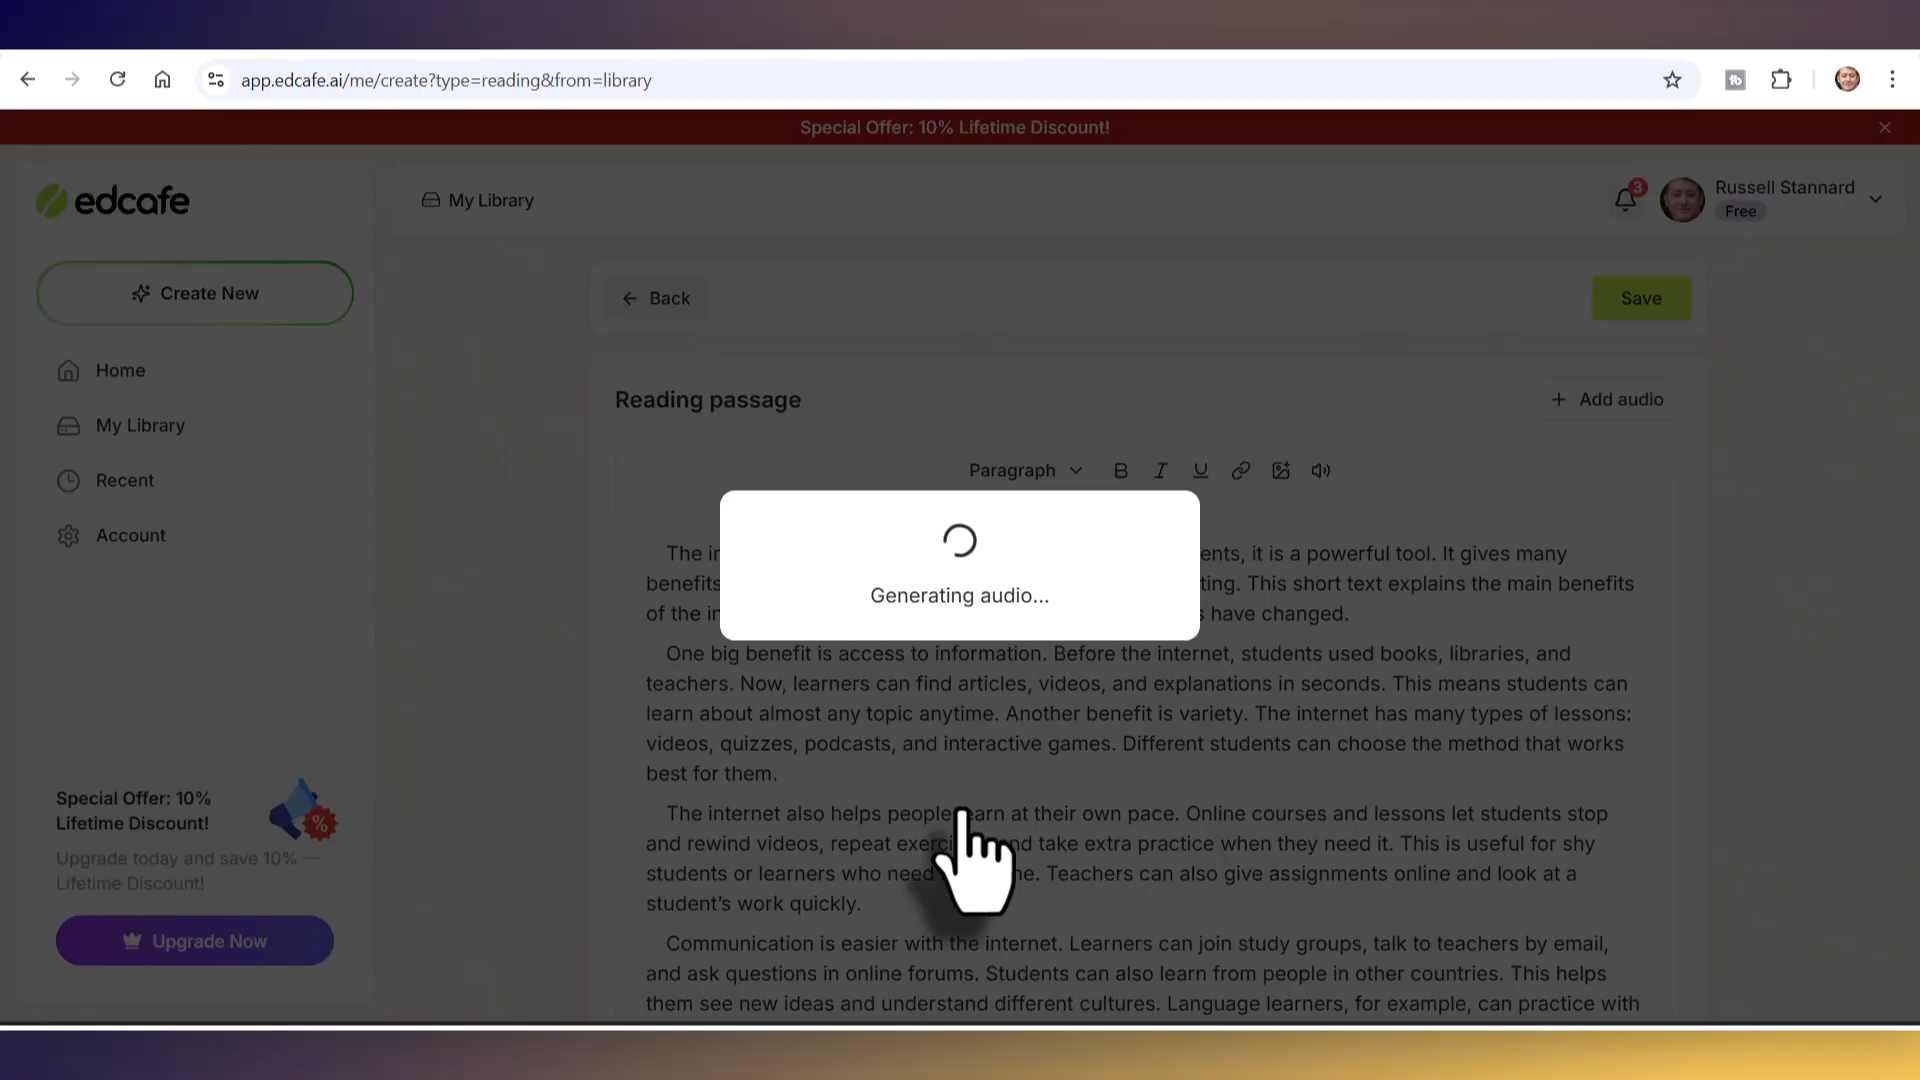 app.edcafe.ai/me/create?type=reading&from=library
Special Offer: 10% Lifetime Discount!
edcafe
My Library
3
Russell Stannard
Free
Create New
Back
Save
Home
My Library
Recent
Account
Reading passage
Add audio
Paragraph
B I U
Generating audio...
The in ents, it is a powerful tool. It gives many
benefits ting. This short text explains the main benefits
of the in have changed.
One big benefit is access to information. Before the internet, students used books, libraries, and
teachers. Now, learners can find articles, videos, and explanations in seconds. This means students can
learn about almost any topic anytime. Another benefit is variety. The internet has many types of lessons:
videos, quizzes, podcasts, and interactive games. Different students can choose the method that works
best for them.
The internet also helps people earn at their own pace. Online courses and lessons let students stop
and rewind videos, repeat exerci nd take extra practice when they need it. This is useful for shy
students or learners who need me. Teachers can also give assignments online and look at a
student's work quickly.
Communication is easier with the internet. Learners can join study groups, talk to teachers by email,
and ask questions in online forums. Students can also learn from people in other countries. This helps
them see new ideas and understand different cultures. Language learners, for example, can practice with
Special Offer: 10%
Lifetime Discount!
%
Upgrade today and save 10% —
Lifetime Discount!
Upgrade Now